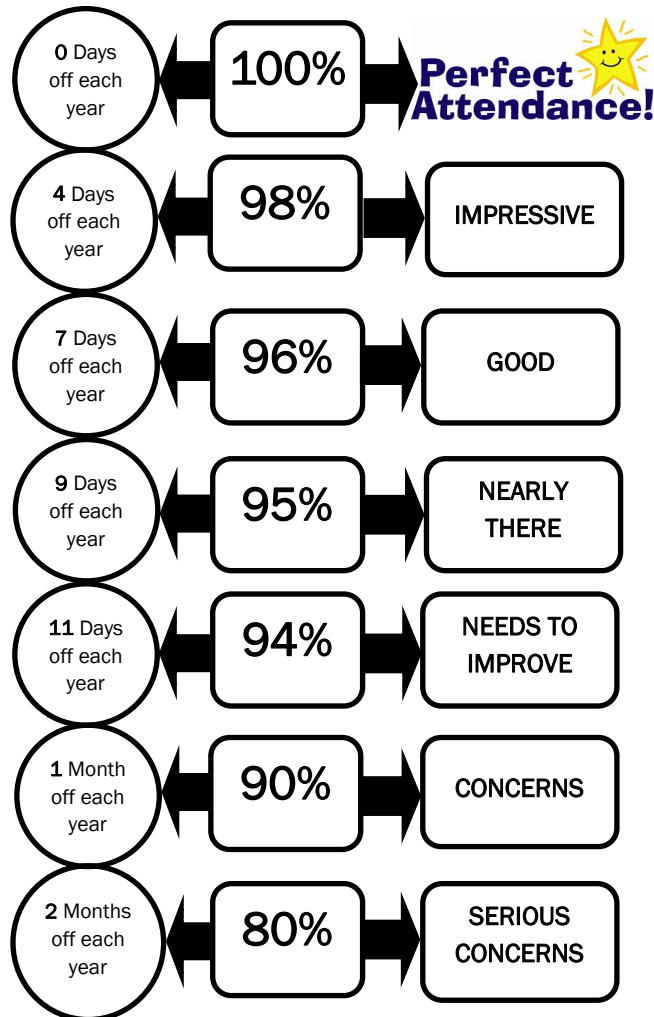 0 Days
off each
year
100%
Perfect
Attendance!
4 Days
off each
year
98%
IMPRESSIVE
7 Days
off each
year
96%
GOOD
9 Days
off each
year
95%
NEARLY
THERE
11 Days
off each
year
94%
NEEDS TO
IMPROVE
1 Month
off each
year
90%
CONCERNS
2 Months
off each
year
80%
SERIOUS
CONCERNS